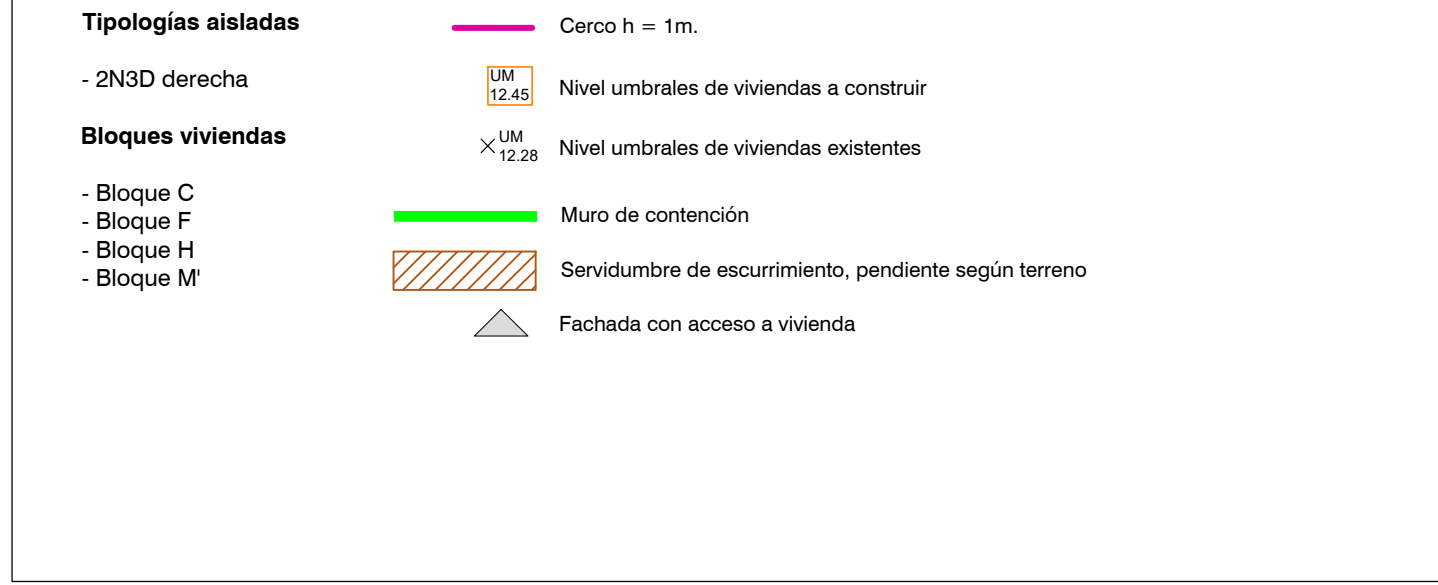 Tipologías aisladas
- 2N3D derecha
Bloques viviendas
- Bloque C
- Bloque F
- Bloque H
- Bloque M'
Cerco h = 1m.
UM
12.45
Nivel umbrales de viviendas a construir
UM
12.28
Nivel umbrales de viviendas existentes
Muro de contención
Servidumbre de escurrimiento, pendiente según terreno
Fachada con acceso a vivienda